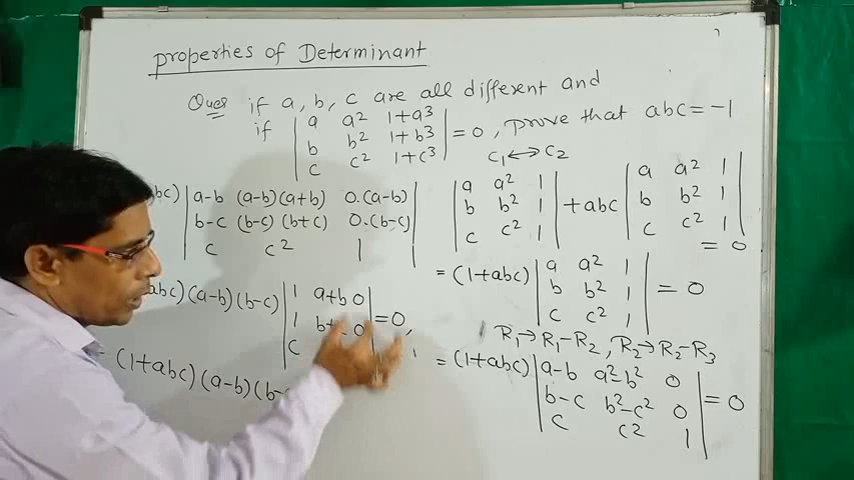 properties of Determinant
Ques if a, b, c are all different and
if | a a² 1+a³ |
| b b² 1+b³ | = 0, prove that abc = -1
| c c² 1+c³ |
C₁ ↔ C₂
| a a² 1 | | a a² 1 |
| b b² 1 | + abc | b b² 1 |
| c c² 1 | | c c² 1 |
= 0
= (1+abc) | a a² 1 |
| b b² 1 | = 0
| c c² 1 |
R₁→R₁-R₂, R₂→R₂-R₃
= (1+abc) | a-b a²-b² 0 |
| b-c b²-c² 0 | = 0
| c c² 1 |
bc) | a-b (a-b)(a+b) 0.(a-b) |
| b-c (b-c)(b+c) 0.(b-c) |
| c c² 1 |
abc)(a-b)(b-c) | 1 a+b 0 |
| 1 b+ 0 | = 0,
| c
= (1+abc)(a-b)(b-